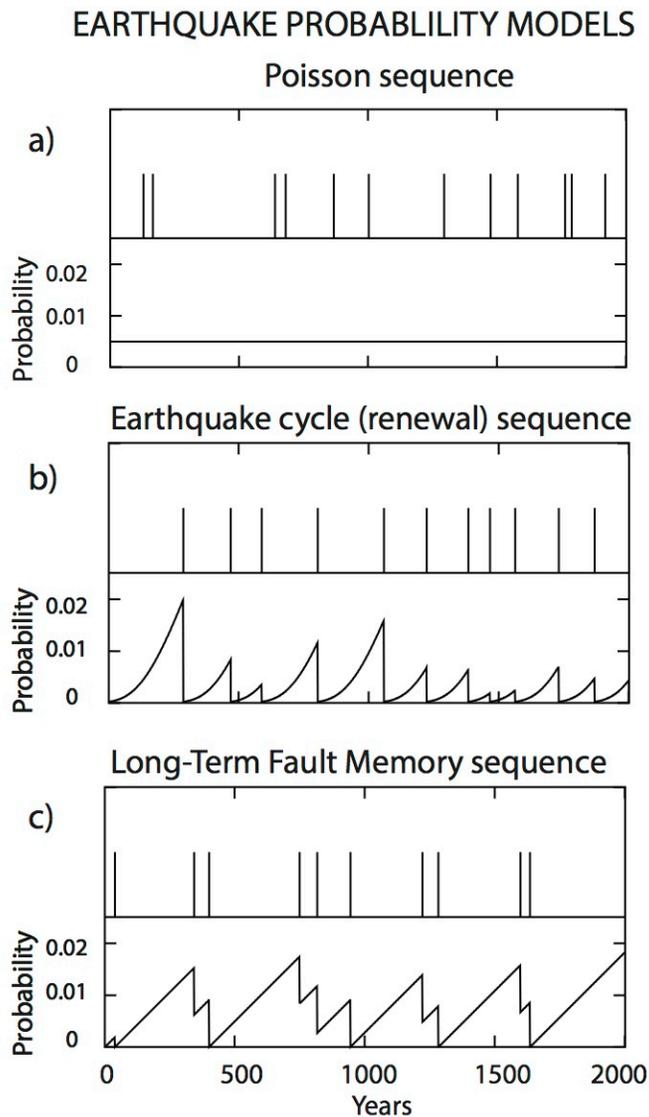 EARTHQUAKE PROBABLILITY MODELS
Poisson sequence
a)
Probability
0.02
0.01
0
Earthquake cycle (renewal) sequence
b)
Probability
0.02
0.01
0
Long-Term Fault Memory sequence
c)
Probability
0.02
0.01
0
0 500 1000 1500 2000
Years